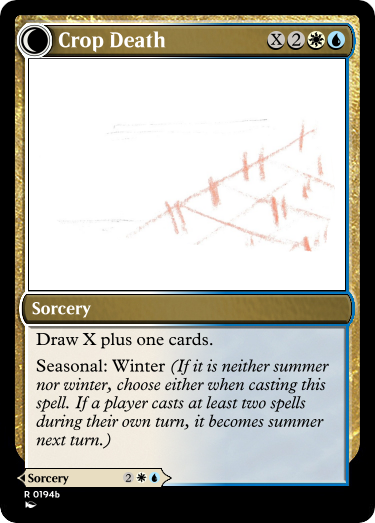 Crop Death X2
Sorcery
Draw X plus one cards.
Seasonal: Winter (If it is neither summer
nor winter, choose either when casting this
spell. If a player casts at least two spells
during their own turn, it becomes summer
next turn.)
Sorcery 2
R 0194b